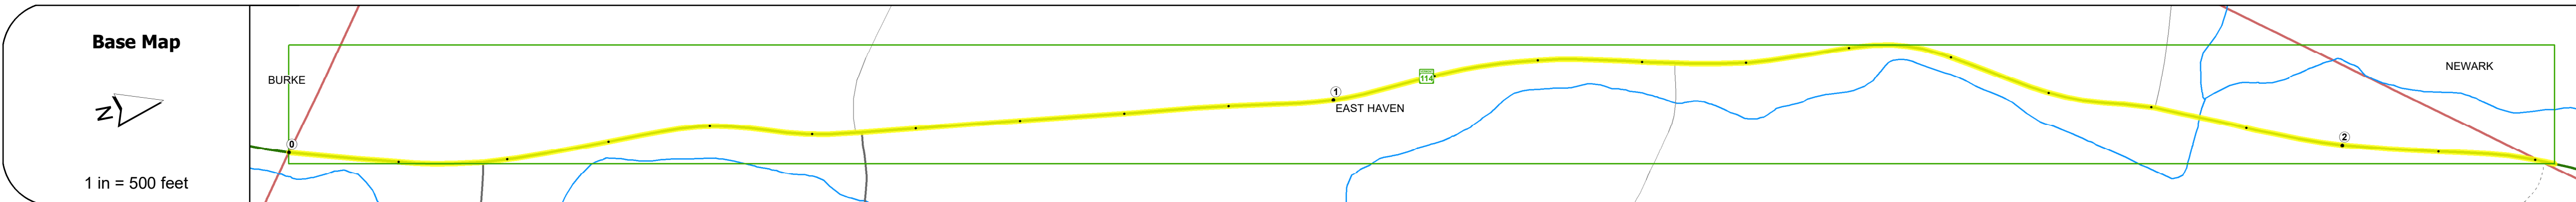 Base Map
N
1 in = 500 feet
BURKE
0
1
EAST HAVEN
114
2
NEWARK